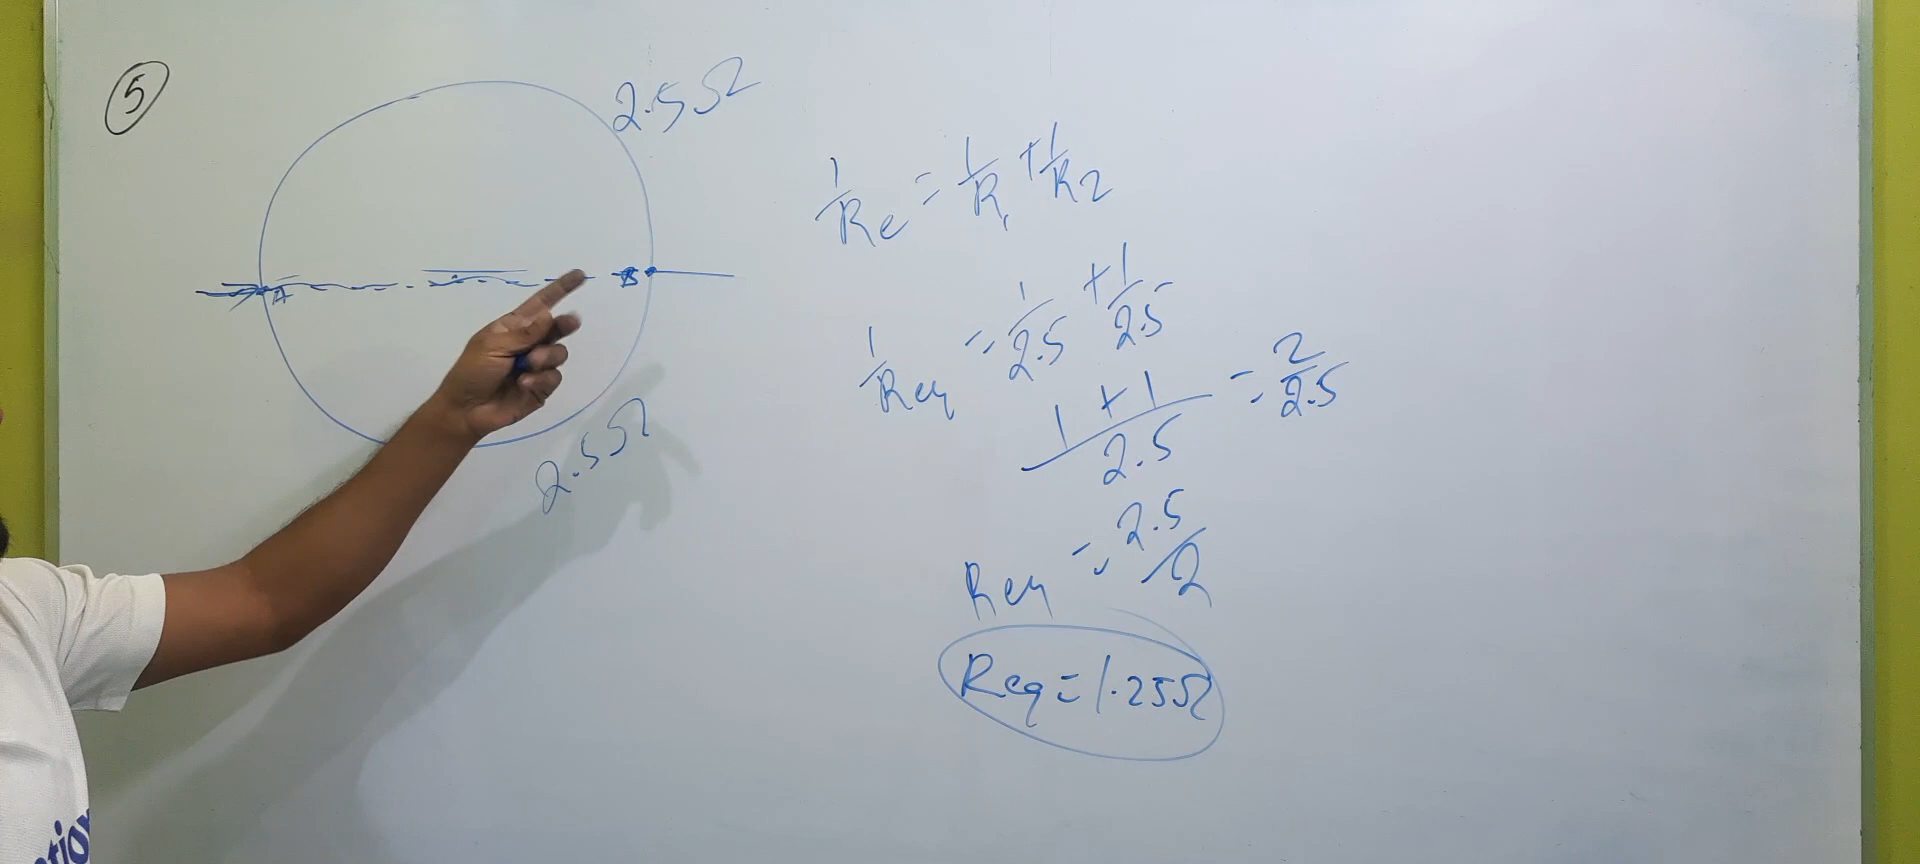 5
2.5Ω
A
B
2.5Ω
1/Re = 1/R1 + 1/R2
1/Req = 1/2.5 + 1/2.5
1+1/2.5 = 2/2.5
Req = 2.5/2
Req = 1.25Ω